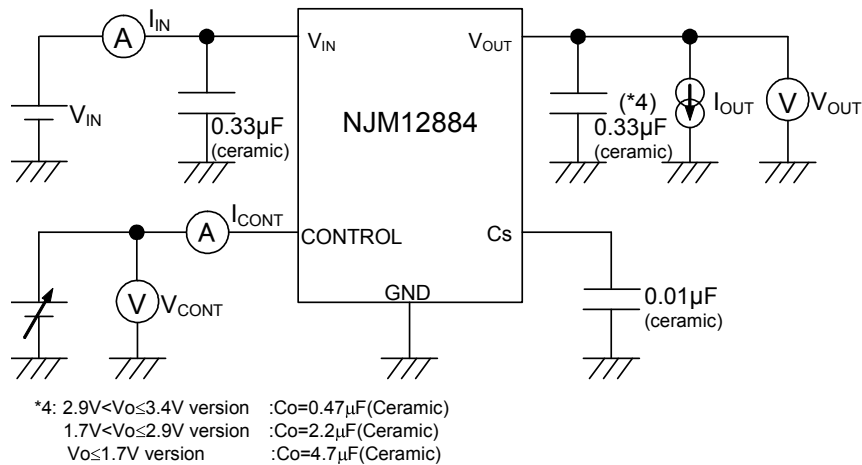 A I_IN
V_IN
0.33µF
(ceramic)
V_IN
V_OUT
NJM12884
(*4)
0.33µF
(ceramic)
I_OUT
V V_OUT
A I_CONT
V V_CONT
CONTROL
Cs
GND
0.01µF
(ceramic)
*4: 2.9V<Vo≤3.4V version :Co=0.47µF(Ceramic)
1.7V<Vo≤2.9V version :Co=2.2µF(Ceramic)
Vo≤1.7V version :Co=4.7µF(Ceramic)